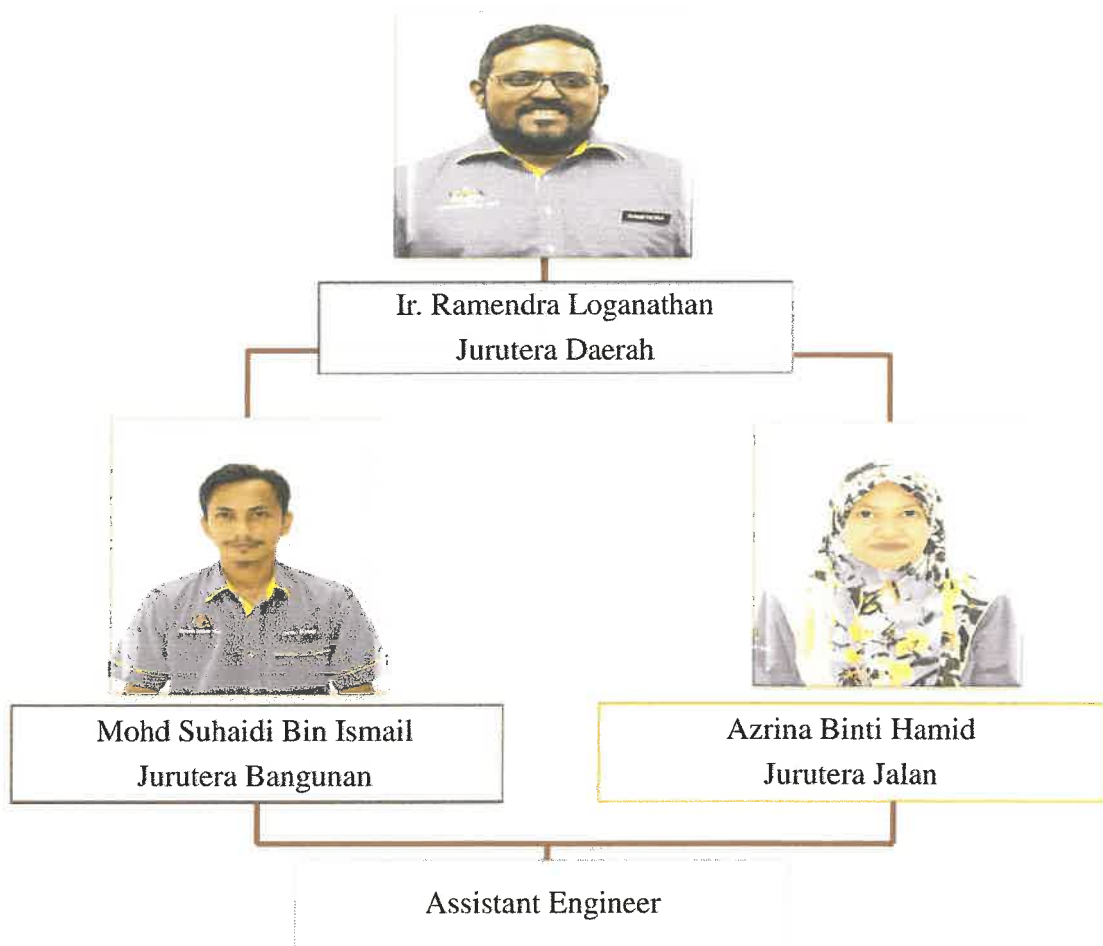 Ir. Ramendra Loganathan
Jurutera Daerah
Mohd Suhaidi Bin Ismail
Jurutera Bangunan
Azrina Binti Hamid
Jurutera Jalan
Assistant Engineer